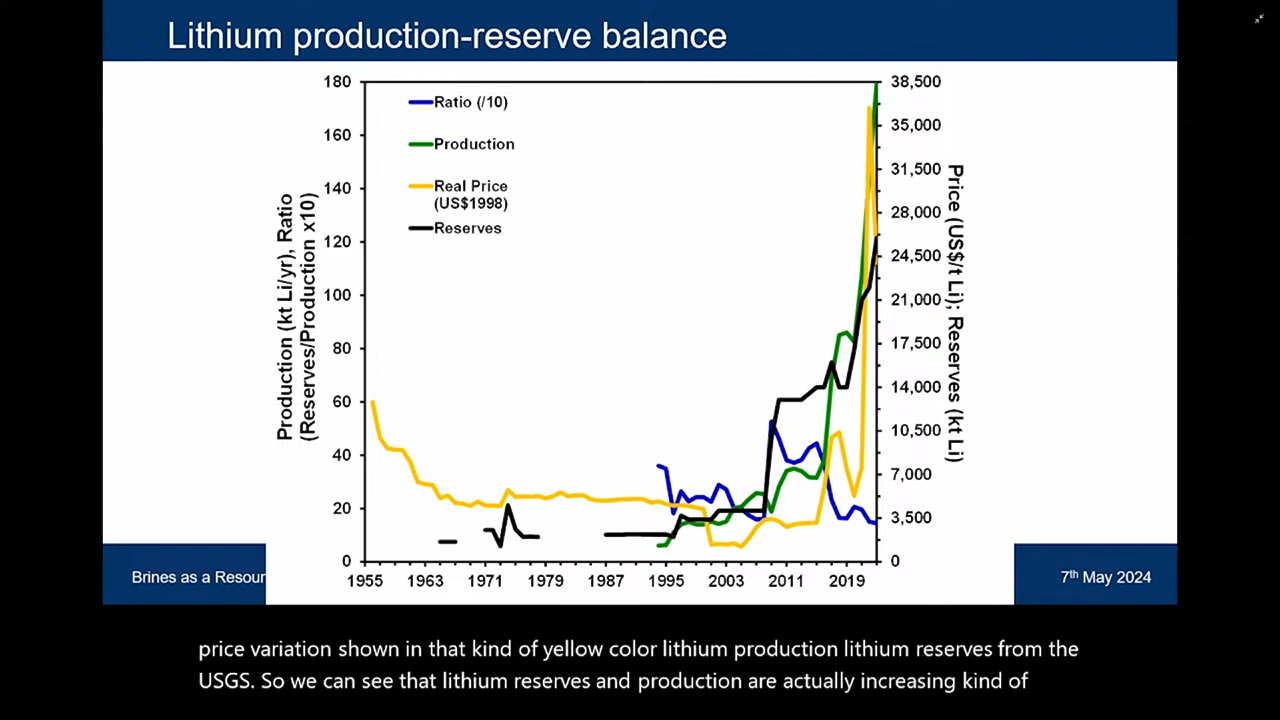 Lithium production-reserve balance
180
160
140
120
100
80
60
40
20
0
Production (kt Li/yr), Ratio
(Reserves/Production x10)
Ratio (/10)
Production
Real Price
(US$1998)
Reserves
38,500
35,000
31,500
28,000
24,500
21,000
17,500
14,000
10,500
7,000
3,500
0
Price (US$/t Li); Reserves (kt Li)
1955 1963 1971 1979 1987 1995 2003 2011 2019
Brines as a Resour
7th May 2024
price variation shown in that kind of yellow color lithium production lithium reserves from the
USGS. So we can see that lithium reserves and production are actually increasing kind of